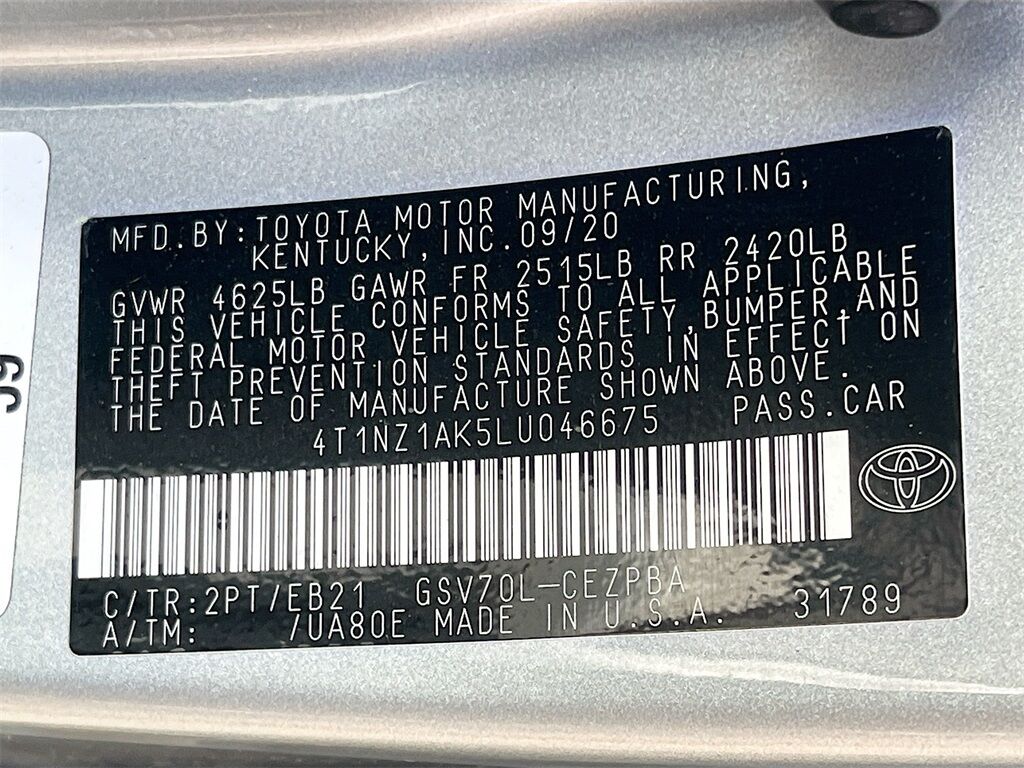 MFD. BY: TOYOTA MOTOR MANUFACTURING,
KENTUCKY, INC. 09/20
GVWR 4625LB GAWR FR 2515LB RR 2420LB
THIS VEHICLE CONFORMS TO ALL APPLICABLE
FEDERAL MOTOR VEHICLE SAFETY, BUMPER, AND
THEFT PREVENTION STANDARDS IN EFFECT ON
THE DATE OF MANUFACTURE SHOWN ABOVE.
4T1NZ1AK5LU046675 PASS. CAR
C/TR: 2PT/EB21 GSV70L-CEZPBA
A/TM: /UA80E MADE IN U.S.A. 31789